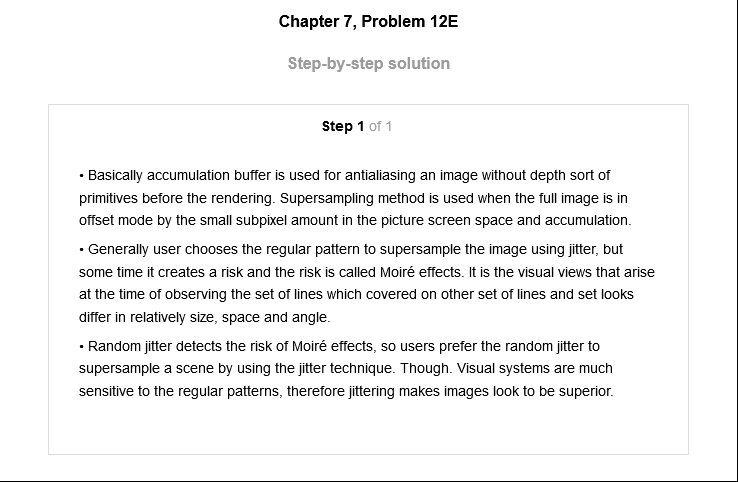 Chapter 7, Problem 12E
Step-by-step solution
Step 1 of 1
• Basically accumulation buffer is used for antialiasing an image without depth sort of
primitives before the rendering. Supersampling method is used when the full image is in
offset mode by the small subpixel amount in the picture screen space and accumulation.
• Generally user chooses the regular pattern to supersample the image using jitter, but
some time it creates a risk and the risk is called Moiré effects. It is the visual views that arise
at the time of observing the set of lines which covered on other set of lines and set looks
differ in relatively size, space and angle.
• Random jitter detects the risk of Moiré effects, so users prefer the random jitter to
supersample a scene by using the jitter technique. Though. Visual systems are much
sensitive to the regular patterns, therefore jittering makes images look to be superior.